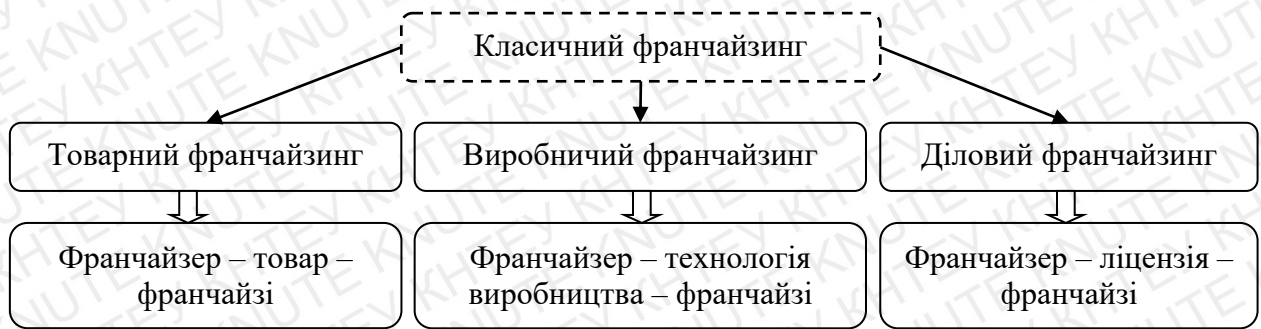 Класичний франчайзинг
Товарний франчайзинг
Виробничий франчайзинг
Діловий франчайзинг
Франчайзер – товар –
франчайзі
Франчайзер – технологія
виробництва – франчайзі
Франчайзер – ліцензія –
франчайзі